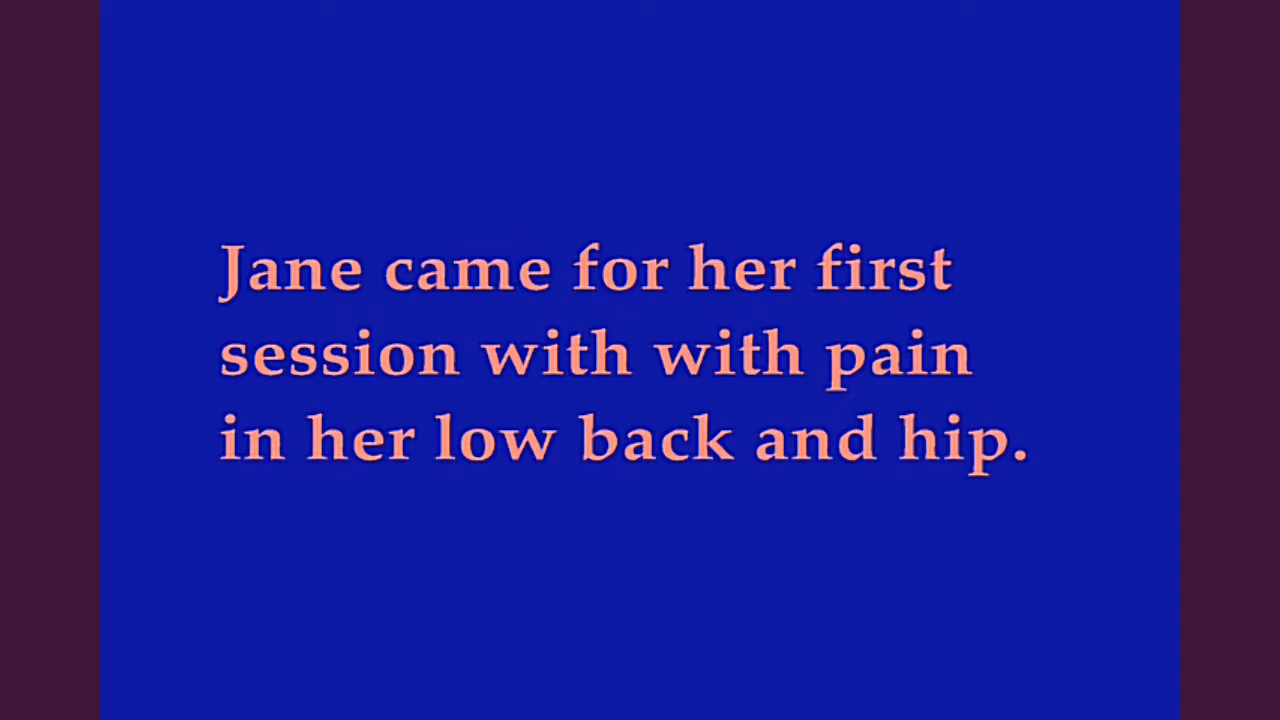 Jane came for her first
session with with pain
in her low back and hip.